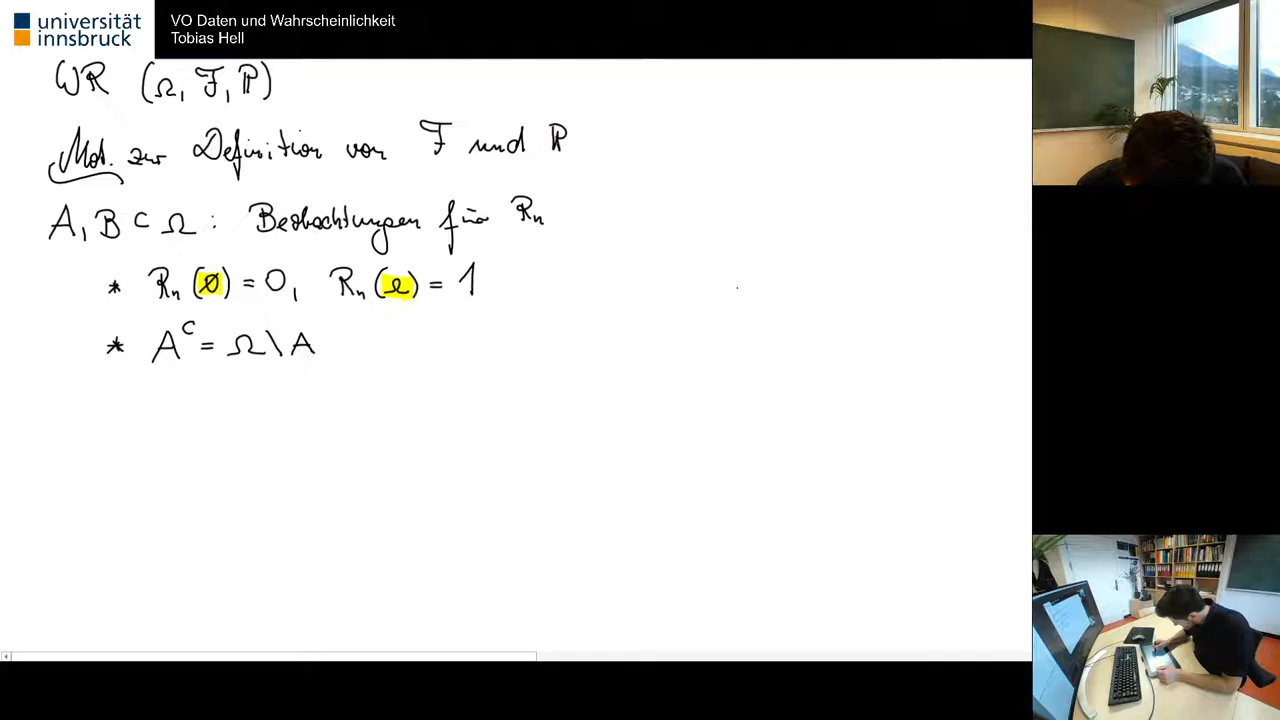 universität
innsbruck
VO Daten und Wahrscheinlichkeit
Tobias Hell
WR (Ω, F, ℙ)
Mot. zur Definition von F und ℙ
A, B ⊂ Ω : Beobachtungen für Rₙ
* Rₙ(∅) = 0, Rₙ(Ω) = 1
* Aᶜ = Ω \ A